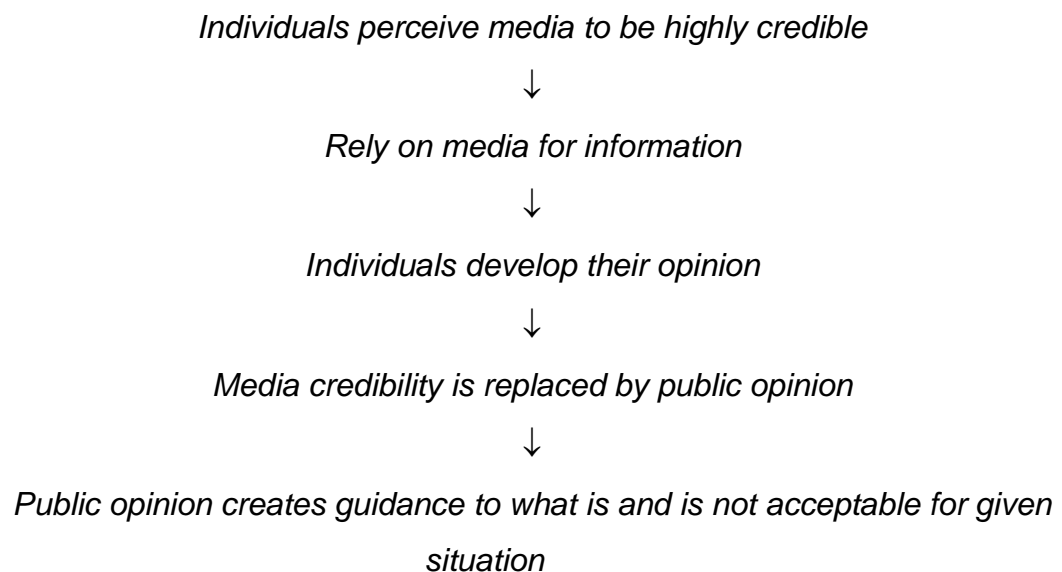 Individuals perceive media to be highly credible
↓
Rely on media for information
↓
Individuals develop their opinion
↓
Media credibility is replaced by public opinion
↓
Public opinion creates guidance to what is and is not acceptable for given
situation